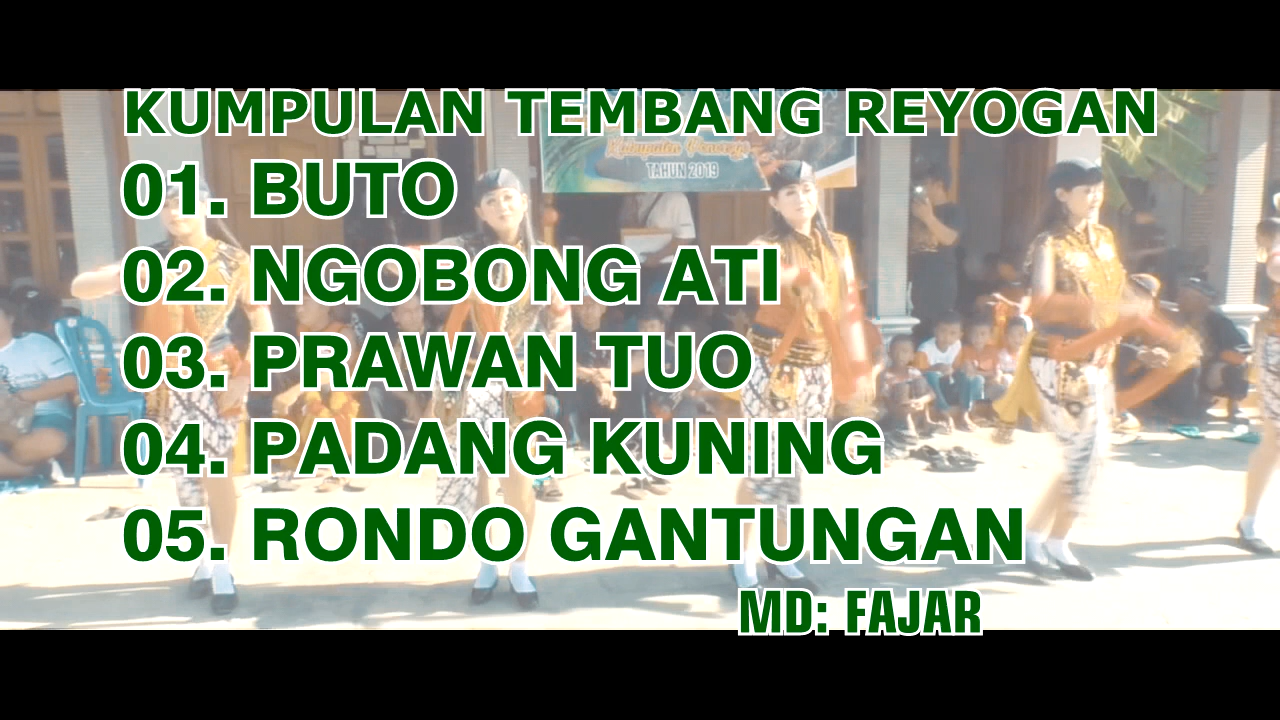 KUMPULAN TEMBANG REYOGAN
TAHUN 2019
01. BUTO
02. NGOBONG ATI
03. PRAWAN TUO
04. PADANG KUNING
05. RONDO GANTUNGAN
MD: FAJAR